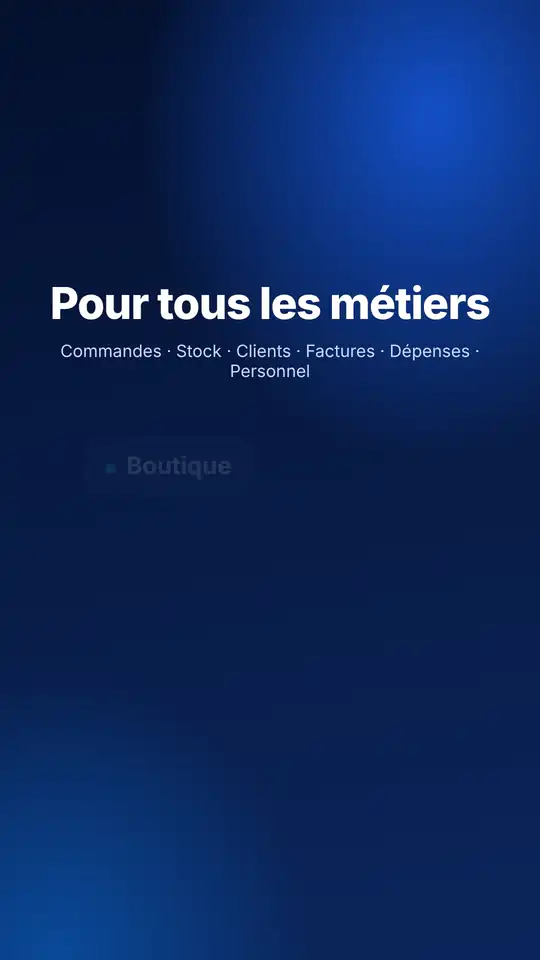 Pour tous les métiers
Commandes · Stock · Clients · Factures · Dépenses ·
Personnel
Boutique